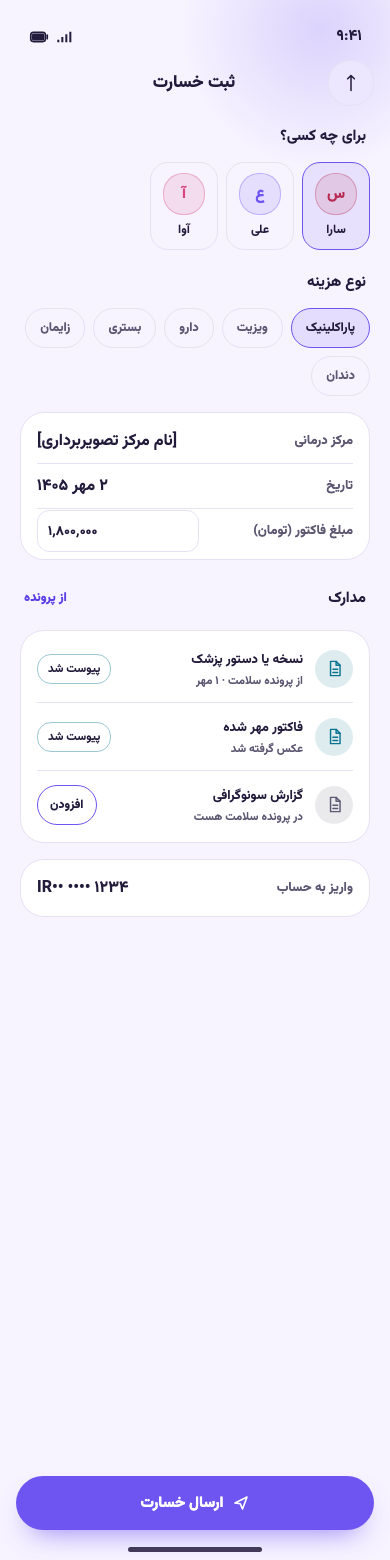 ۹:۴۱
ثبت خسارت
برای چه کسی؟
س ع آ
سارا علی آوا
نوع هزینه
پاراکلینیک ویزیت دارو بستری زایمان
دندان
مرکز درمانی [نام مرکز تصویربرداری]
تاریخ ۲ مهر ۱۴۰۵
مبلغ فاکتور (تومان) ۱,۸۰۰,۰۰۰
مدارک از پرونده
نسخه یا دستور پزشک پیوست شد
از پرونده سلامت · ۱ مهر
فاکتور مهر شده پیوست شد
عکس گرفته شد
گزارش سونوگرافی افزودن
در پرونده سلامت هست
واریز به حساب IR•• •••• ۱۲۳۴
ارسال خسارت